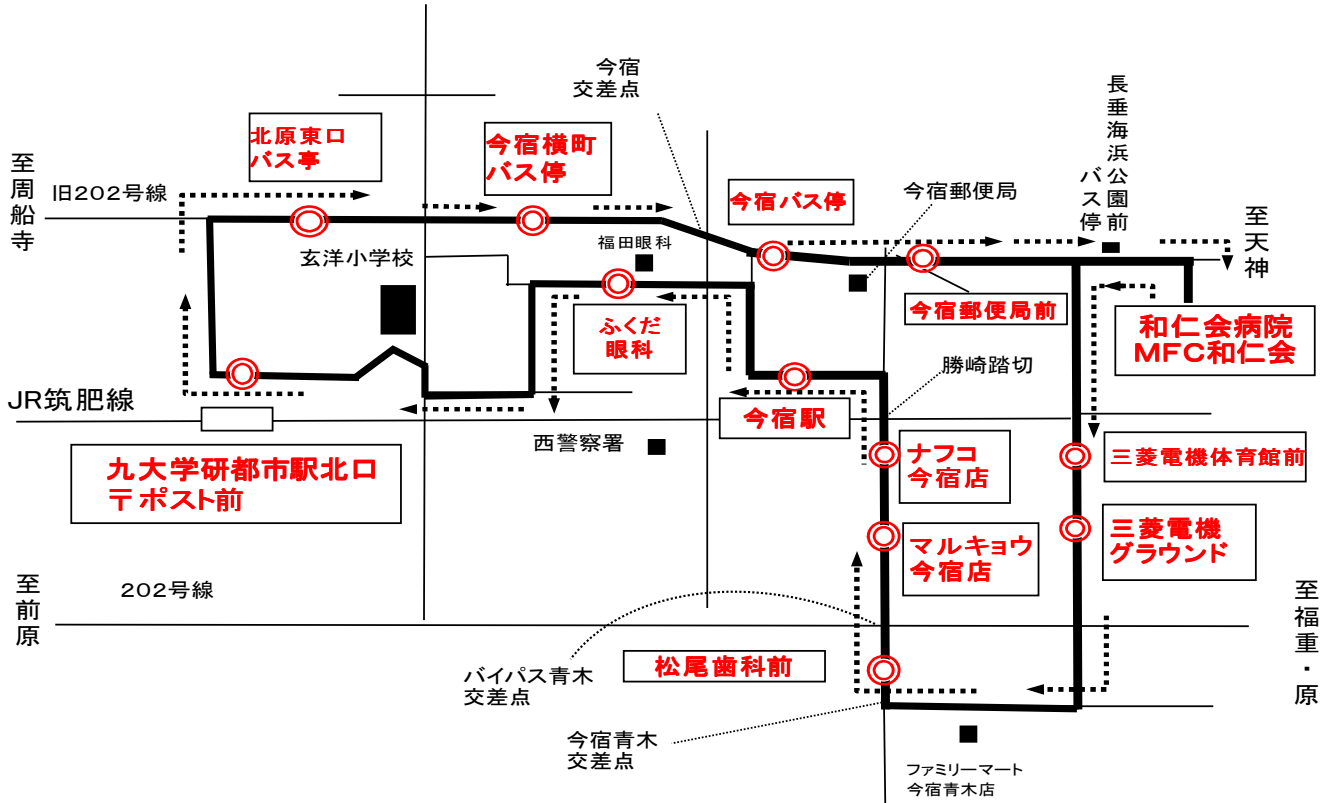 今宿
交差点
長垂海浜公園前
バス停
北原東口
バス亭
今宿横町
バス停
至周船寺
旧202号線
今宿バス停
今宿郵便局
至天神
福田眼科
玄洋小学校
今宿郵便局前
和仁会病院
MFC和仁会
ふくだ
眼科
勝崎踏切
JR筑肥線
今宿駅
西警察署
ナフコ
今宿店
三菱電機体育館前
九大学研都市駅北口
〒ポスト前
マルキョウ
今宿店
三菱電機
グラウンド
至前原
202号線
至福重・原
松尾歯科前
バイパス青木
交差点
今宿青木
交差点
ファミリーマート
今宿青木店